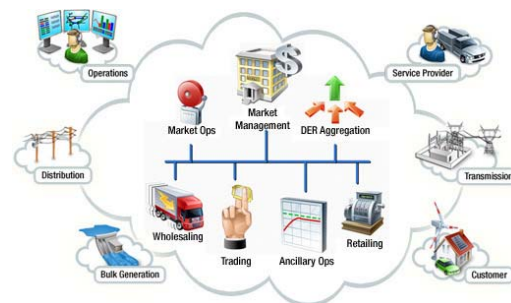 Operations
Service Provider
Market Ops
Market
Management
DER Aggregation
Distribution
Transmission
Wholesaling
Trading
Ancillary Ops
Retailing
Bulk Generation
Customer